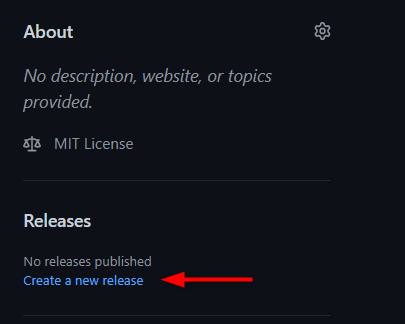 About
No description, website, or topics
provided.
MIT License
Releases
No releases published
Create a new release